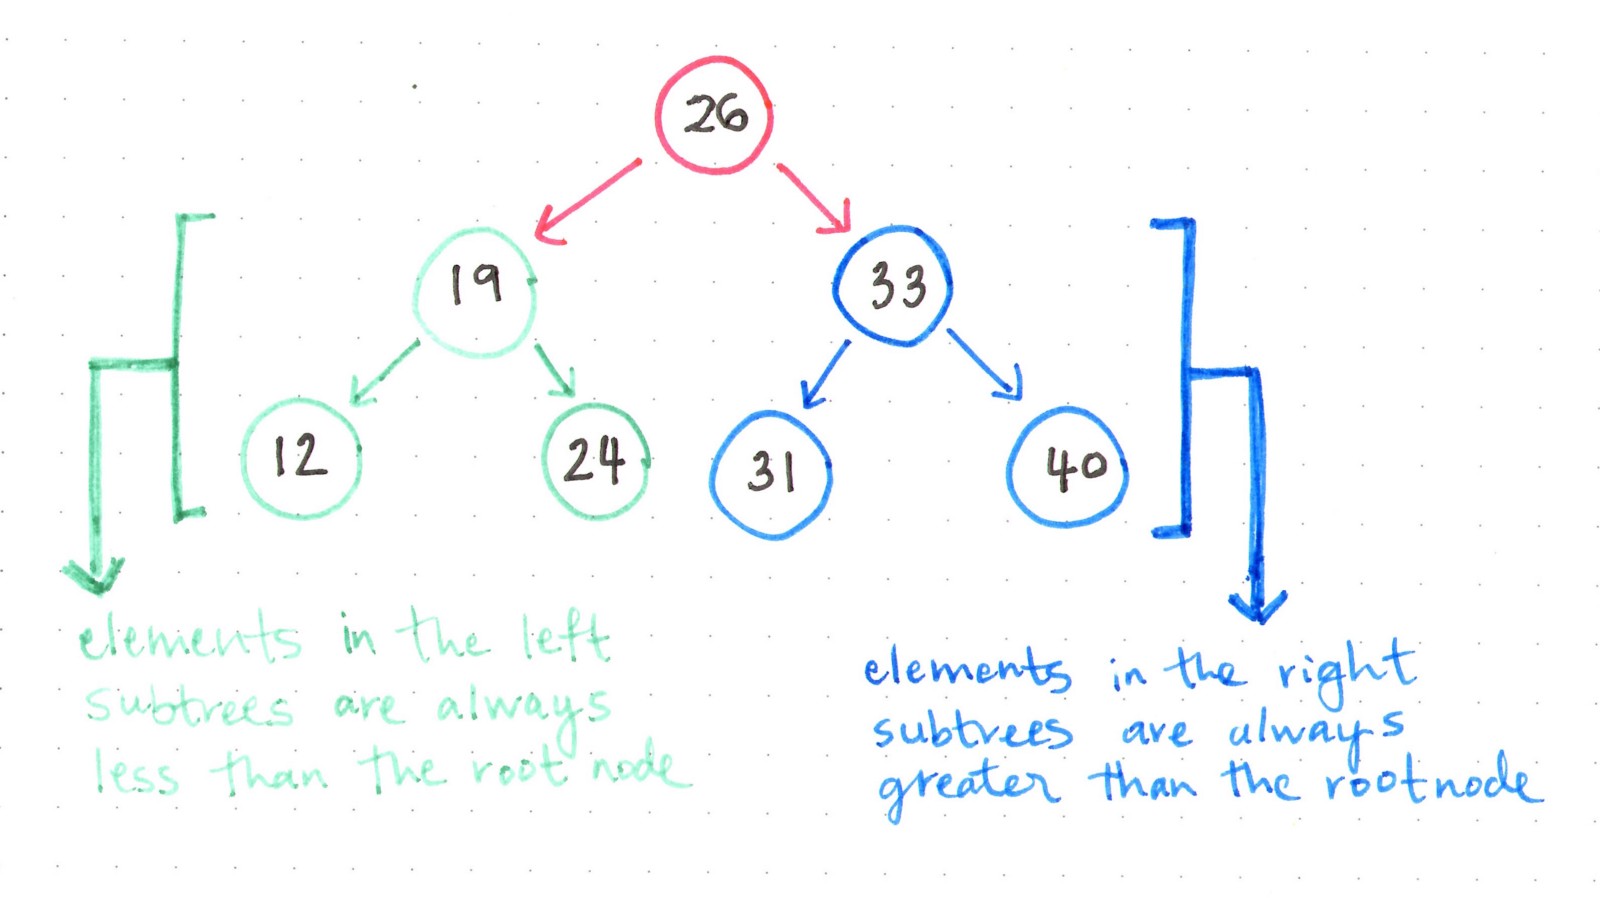 26
19
33
12
24
31
40
elements in the left
subtrees are always
less than the root node
elements in the right
subtrees are always
greater than the rootnode